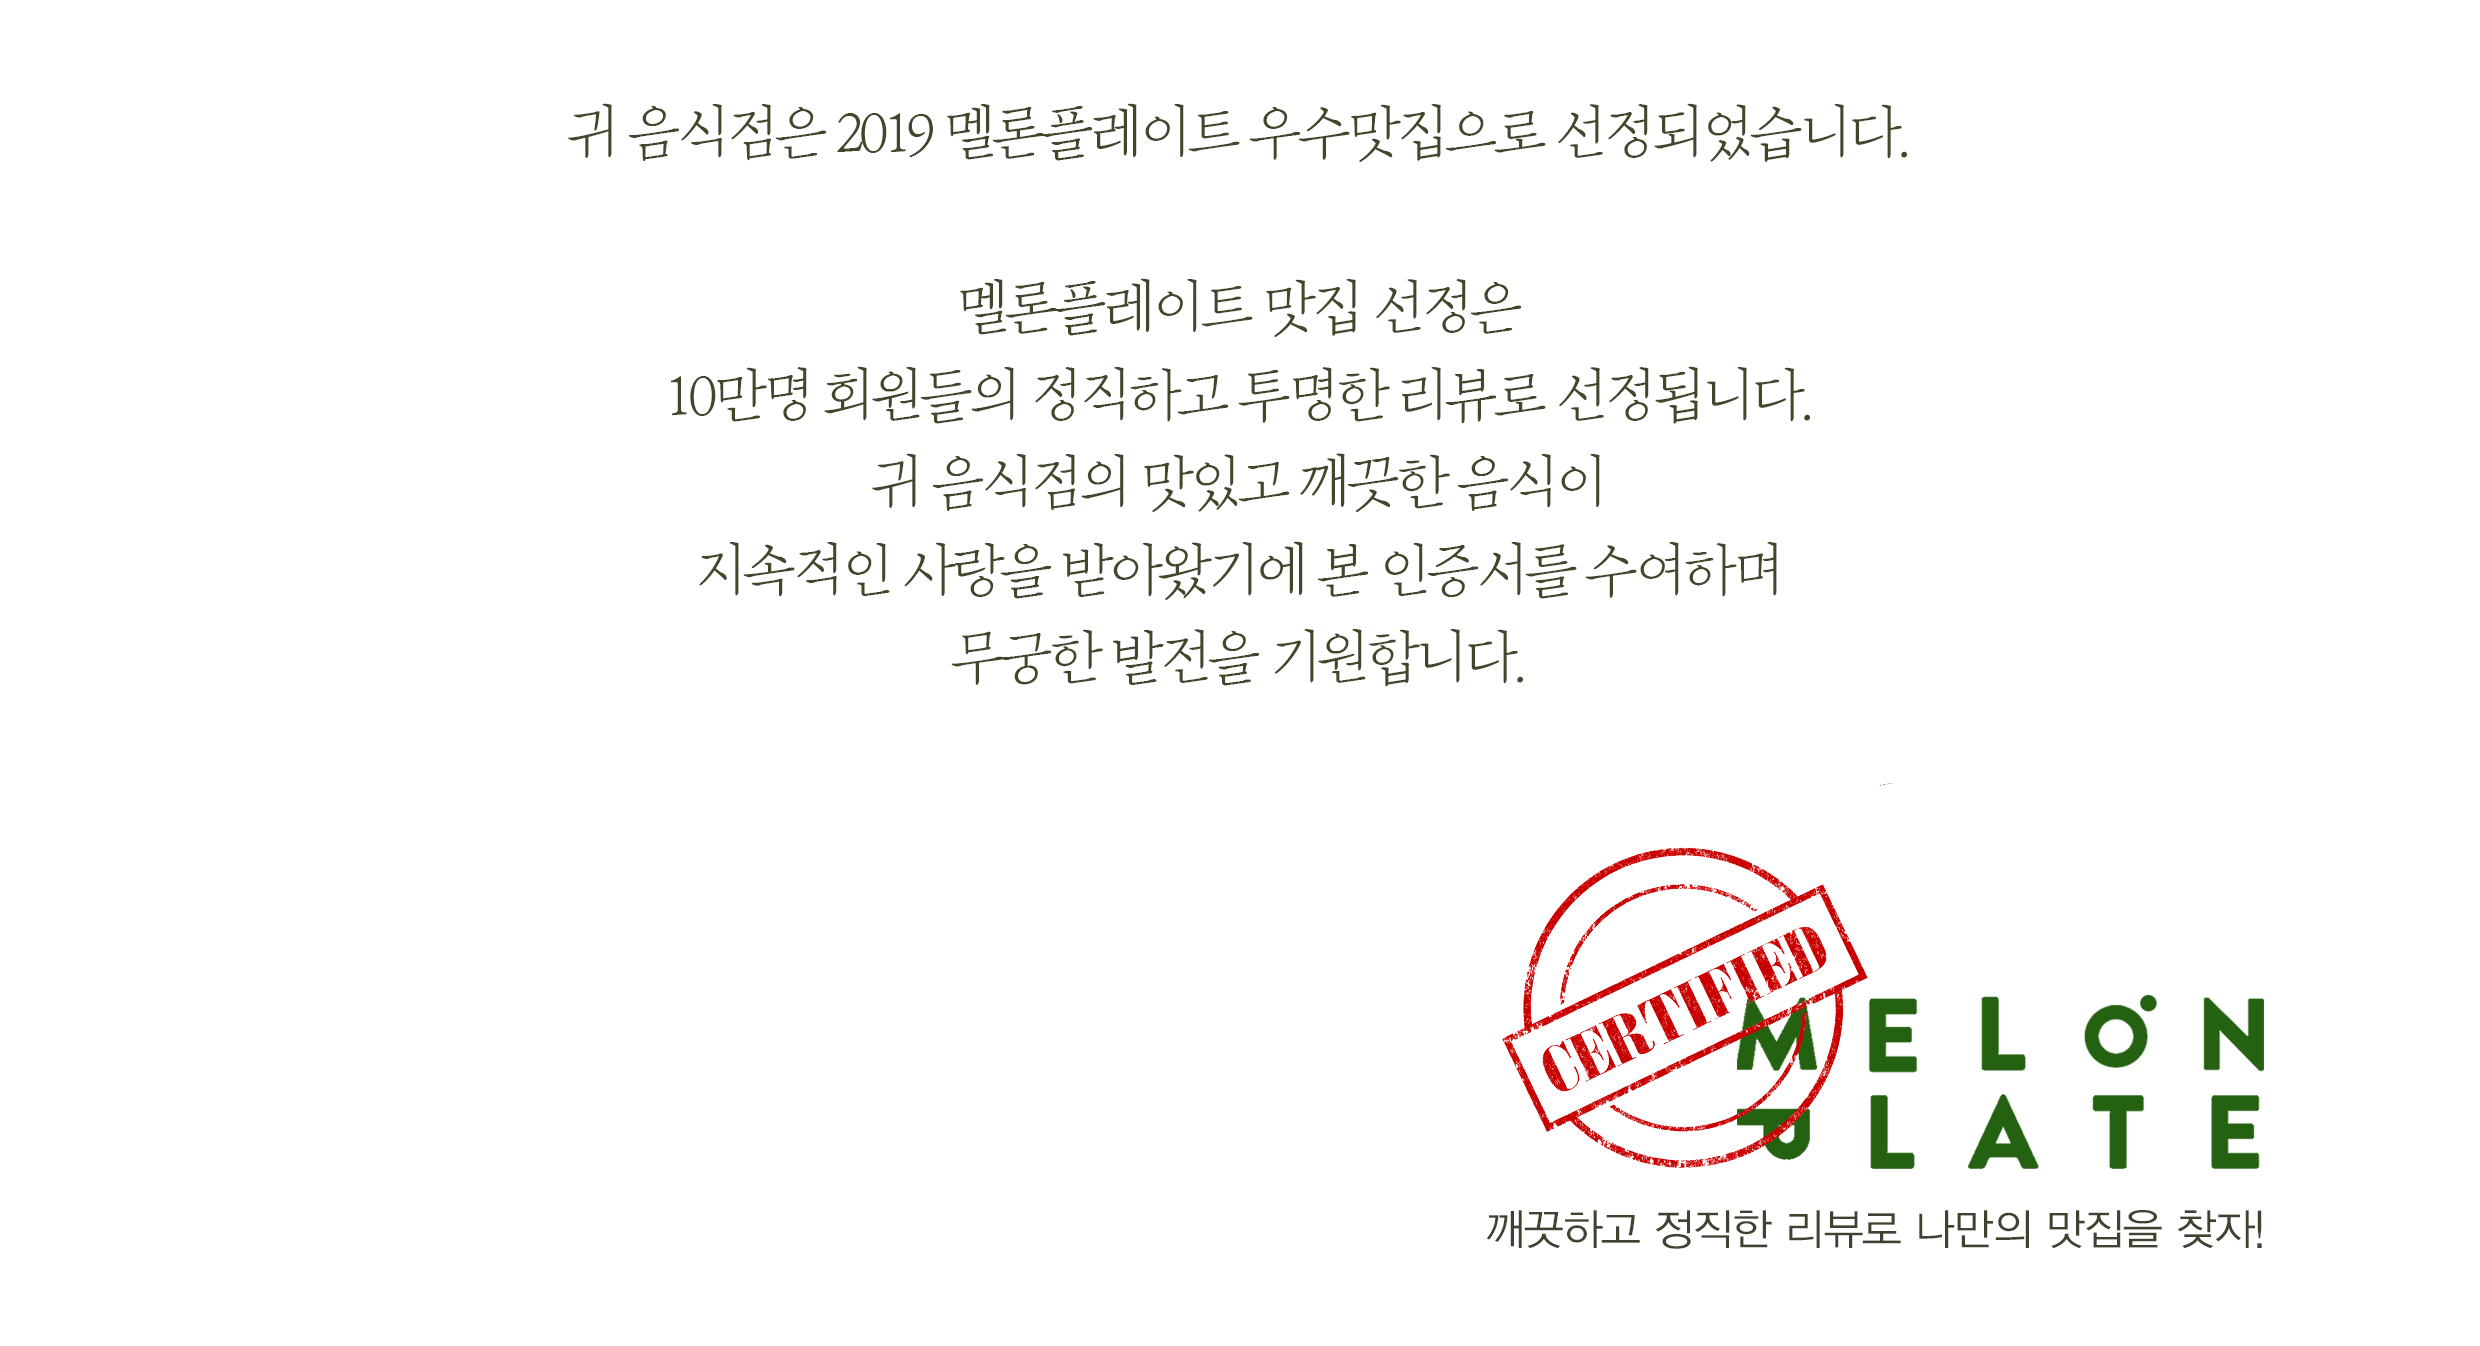 귀 음식점은 2019 멜론플레이트 우수맛집으로 선정되었습니다.
멜론플레이트 맛집 선정은
10만명 회원들의 정직하고 투명한 리뷰로 선정됩니다.
귀 음식점의 맛있고 깨끗한 음식이
지속적인 사랑을 받아왔기에 본 인증서를 수여하며
무궁한 발전을 기원합니다.
CERTIFIED
MELON
PLATE
깨끗하고 정직한 리뷰로 나만의 맛집을 찾자!